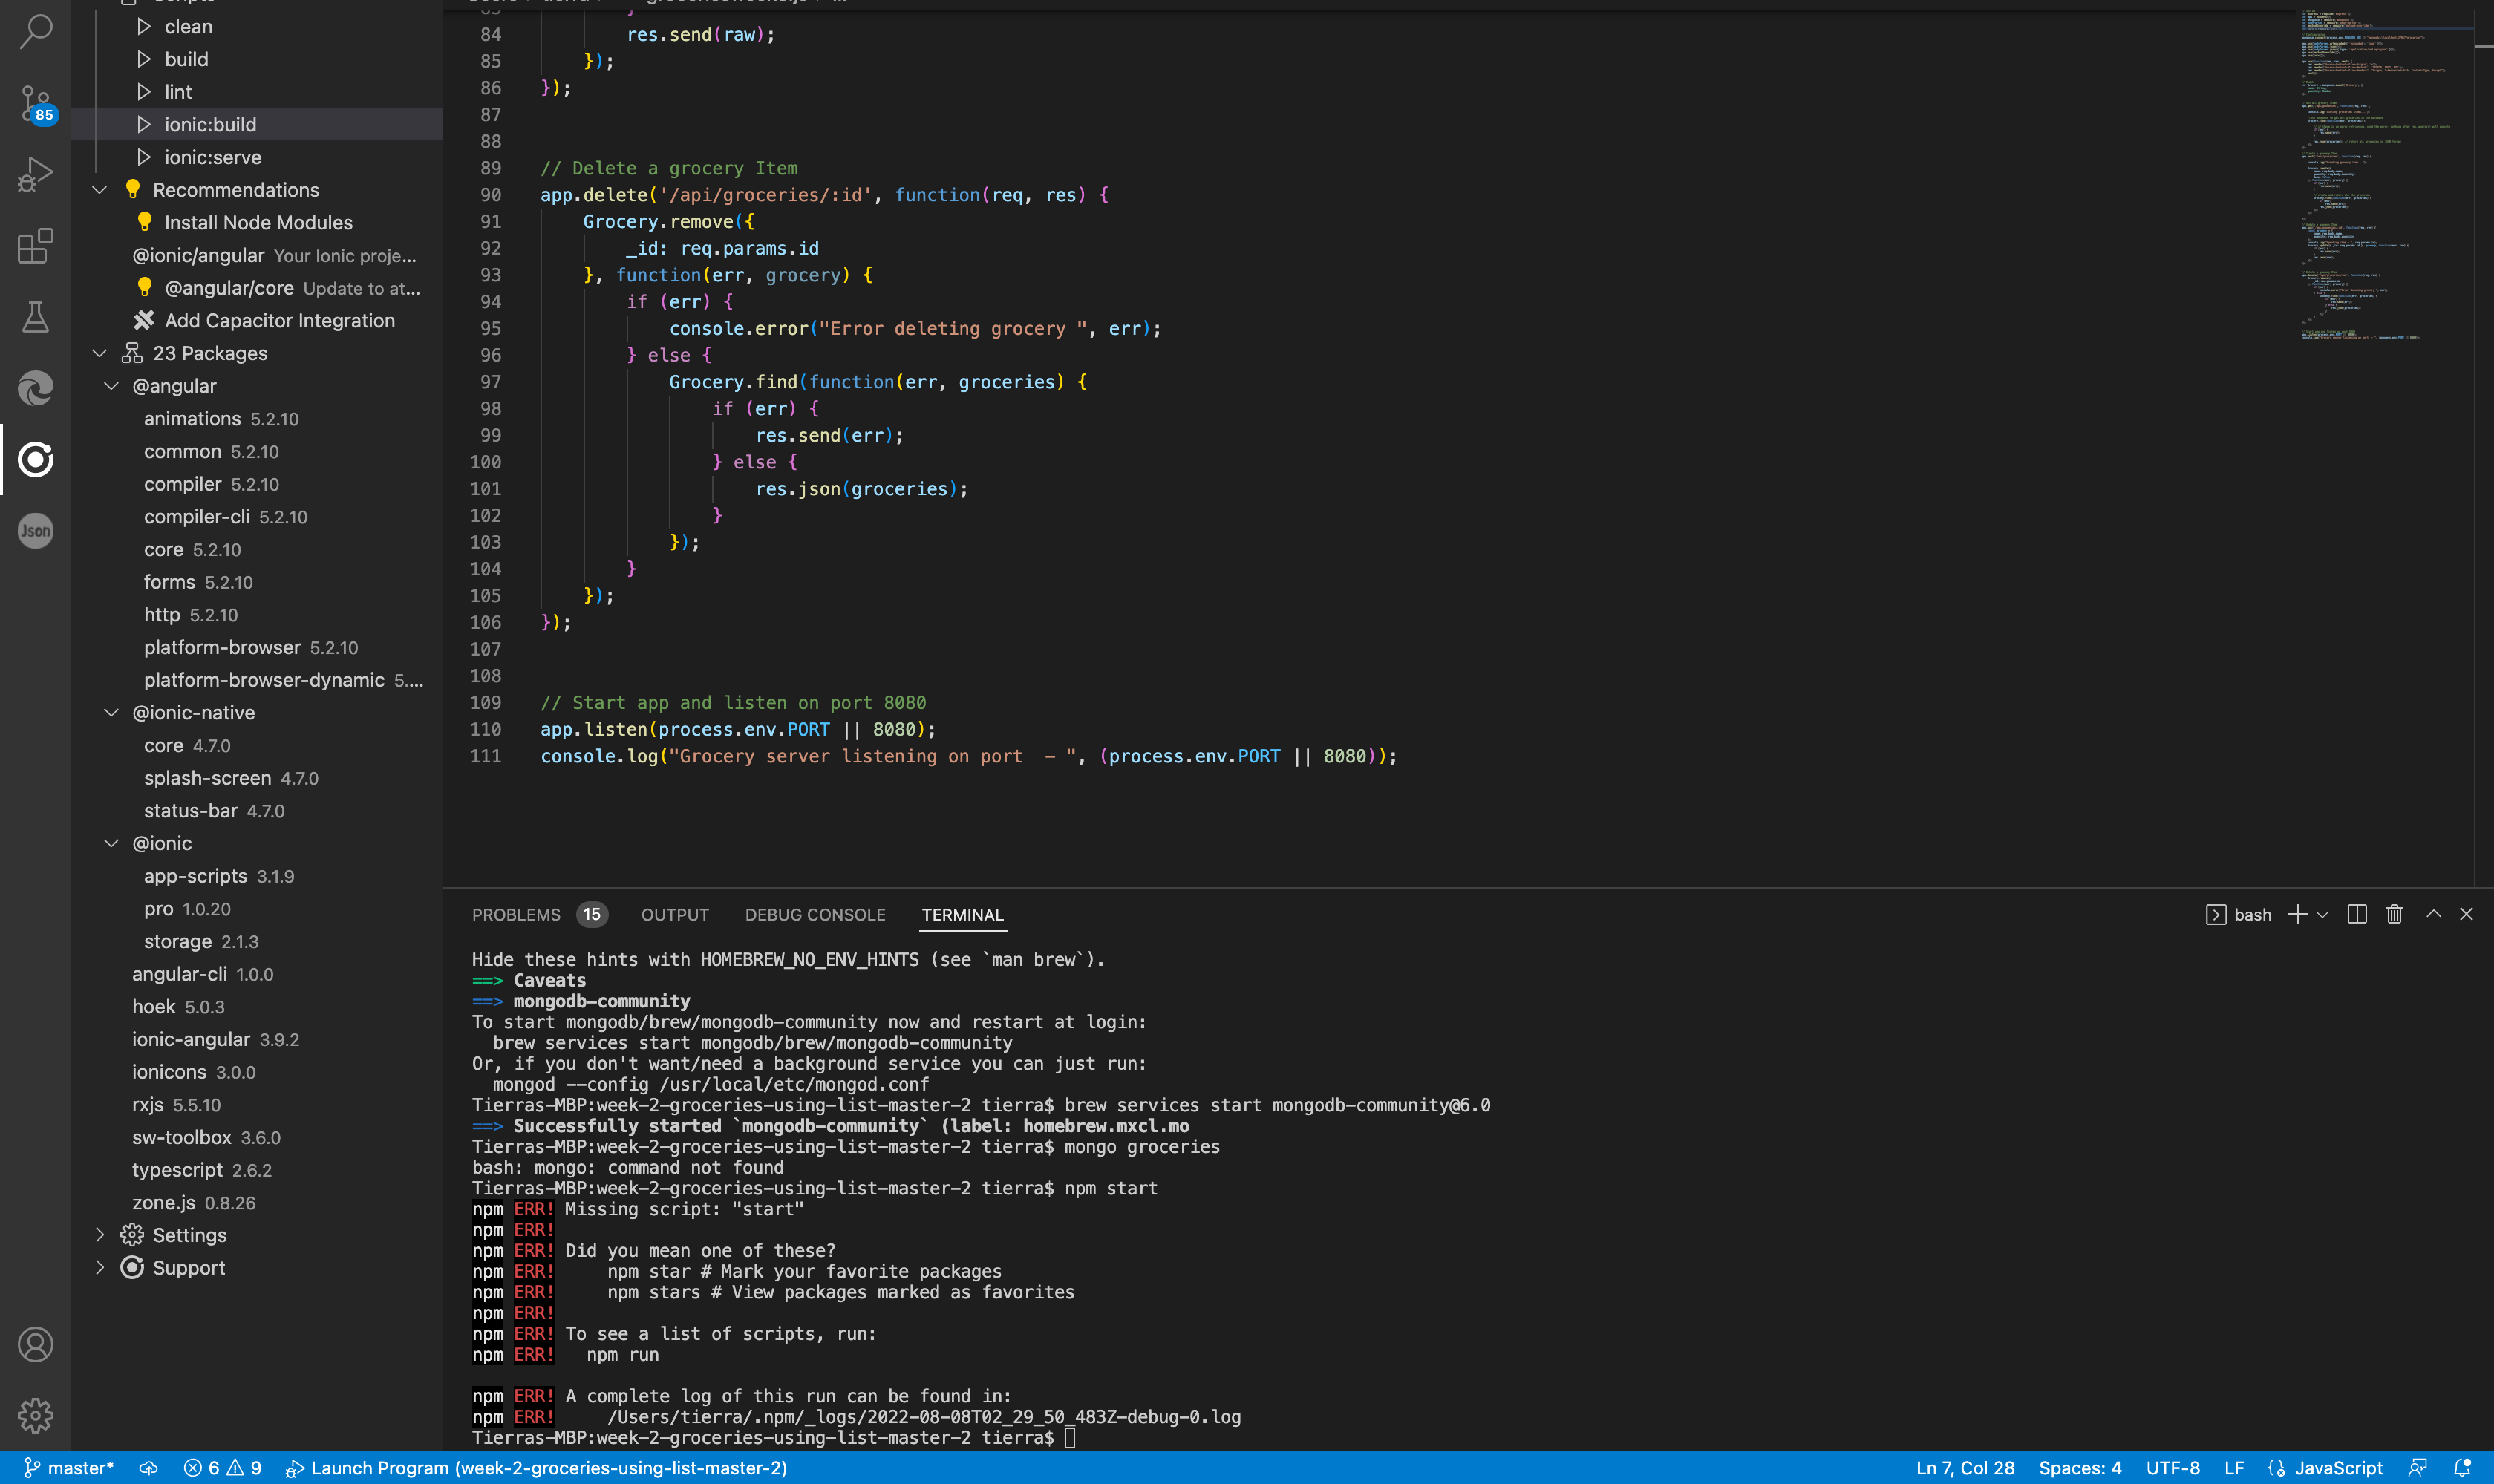 clean
build
lint
ionic:build
ionic:serve
Recommendations
Install Node Modules
@ionic/angular Your Ionic proje...
@angular/core Update to at...
Add Capacitor Integration
23 Packages
@angular
animations 5.2.10
common 5.2.10
compiler 5.2.10
compiler-cli 5.2.10
core 5.2.10
forms 5.2.10
http 5.2.10
platform-browser 5.2.10
platform-browser-dynamic 5....
@ionic-native
core 4.7.0
splash-screen 4.7.0
status-bar 4.7.0
@ionic
app-scripts 3.1.9
pro 1.0.20
storage 2.1.3
angular-cli 1.0.0
hoek 5.0.3
ionic-angular 3.9.2
ionicons 3.0.0
rxjs 5.5.10
sw-toolbox 3.6.0
typescript 2.6.2
zone.js 0.8.26
Settings
Support
85
Json
84 res.send(raw);
85 });
86 });
87
88
89 // Delete a grocery Item
90 app.delete('/api/groceries/:id', function(req, res) {
91 Grocery.remove({
92 _id: req.params.id
93 }, function(err, grocery) {
94 if (err) {
95 console.error("Error deleting grocery ", err);
96 } else {
97 Grocery.find(function(err, groceries) {
98 if (err) {
99 res.send(err);
100 } else {
101 res.json(groceries);
102 }
103 });
104 }
105 });
106 });
107
108
109 // Start app and listen on port 8080
110 app.listen(process.env.PORT || 8080);
111 console.log("Grocery server listening on port  - ", (process.env.PORT || 8080));
PROBLEMS 15 OUTPUT DEBUG CONSOLE TERMINAL bash
Hide these hints with HOMEBREW_NO_ENV_HINTS (see `man brew`).
==> Caveats
==> mongodb-community
To start mongodb/brew/mongodb-community now and restart at login:
brew services start mongodb/brew/mongodb-community
Or, if you don't want/need a background service you can just run:
mongod --config /usr/local/etc/mongod.conf
Tierras-MBP:week-2-groceries-using-list-master-2 tierra$ brew services start mongodb-community@6.0
==> Successfully started `mongodb-community` (label: homebrew.mxcl.mo
Tierras-MBP:week-2-groceries-using-list-master-2 tierra$ mongo groceries
bash: mongo: command not found
Tierras-MBP:week-2-groceries-using-list-master-2 tierra$ npm start
npm ERR! Missing script: "start"
npm ERR!
npm ERR! Did you mean one of these?
npm ERR! npm star # Mark your favorite packages
npm ERR! npm stars # View packages marked as favorites
npm ERR!
npm ERR! To see a list of scripts, run:
npm ERR! npm run
npm ERR! A complete log of this run can be found in:
npm ERR! /Users/tierra/.npm/_logs/2022-08-08T02_29_50_483Z-debug-0.log
Tierras-MBP:week-2-groceries-using-list-master-2 tierra$
master* 6 9 Launch Program (week-2-groceries-using-list-master-2) Ln 7, Col 28 Spaces: 4 UTF-8 LF JavaScript